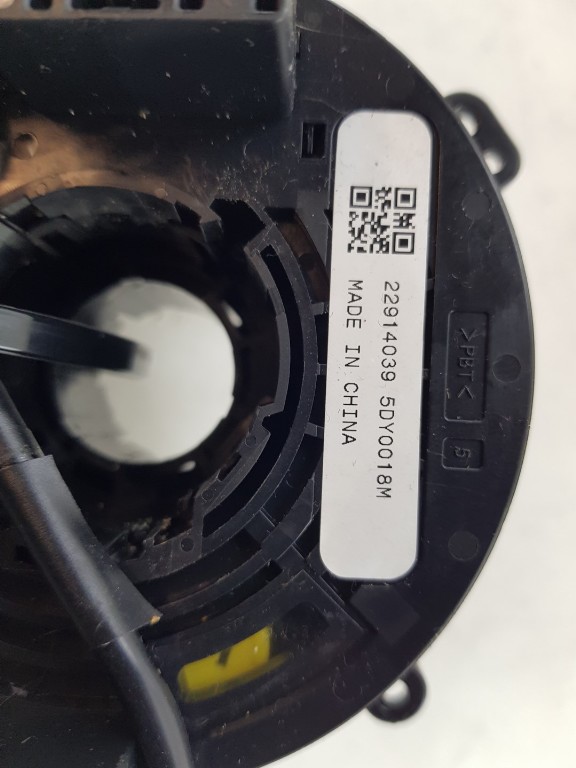 22914039 5DY0018M
MADE IN CHINA
>PBT<
5